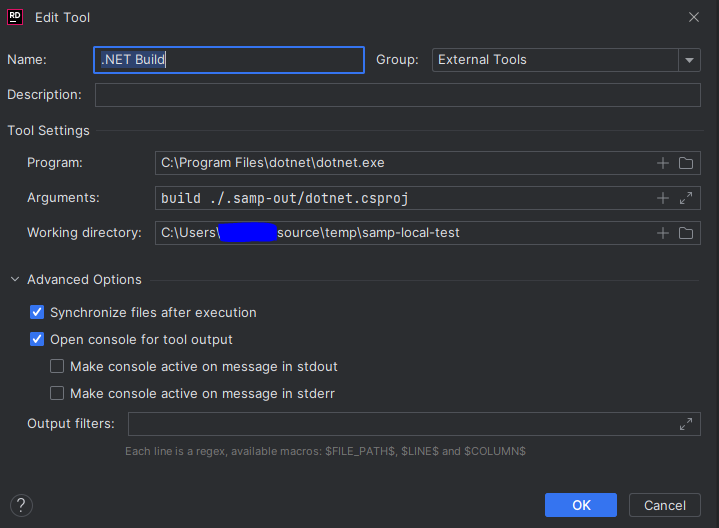 RD Edit Tool
Name: .NET Build Group: External Tools
Description:
Tool Settings
Program: C:\Program Files\dotnet\dotnet.exe
Arguments: build ./.samp-out/dotnet.csproj
Working directory: C:\Users\ source\temp\samp-local-test
Advanced Options
Synchronize files after execution
Open console for tool output
Make console active on message in stdout
Make console active on message in stderr
Output filters:
Each line is a regex, available macros: $FILE_PATH$, $LINE$ and $COLUMN$
? OK Cancel